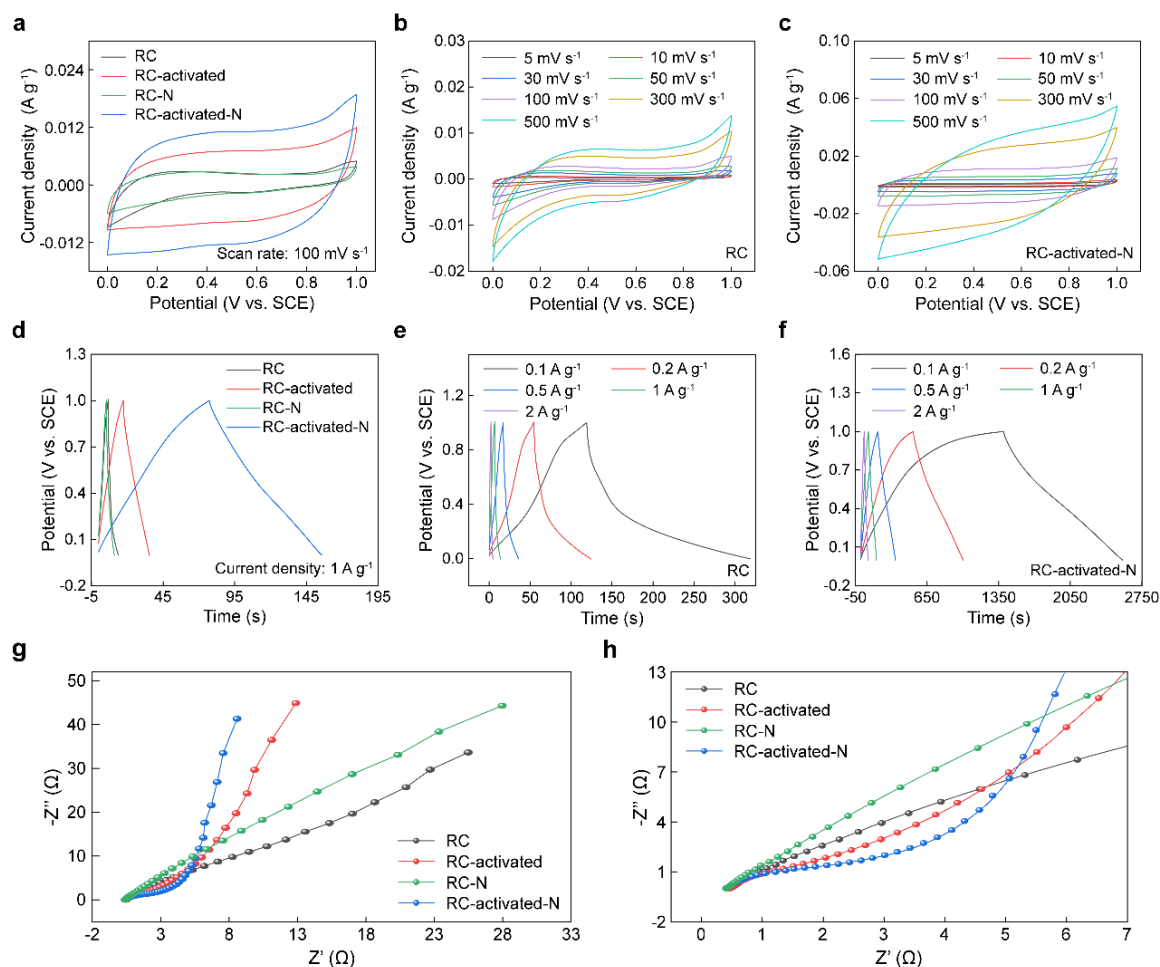 a
RC
RC-activated
RC-N
RC-activated-N
0.024
0.012
0.000
-0.012
Current density (A g⁻¹)
Scan rate: 100 mV s⁻¹
0.0 0.2 0.4 0.6 0.8 1.0
Potential (V vs. SCE)
b
5 mV s⁻¹ 10 mV s⁻¹
30 mV s⁻¹ 50 mV s⁻¹
100 mV s⁻¹ 300 mV s⁻¹
500 mV s⁻¹
0.03
0.02
0.01
0.00
-0.01
-0.02
Current density (A g⁻¹)
RC
0.0 0.2 0.4 0.6 0.8 1.0
Potential (V vs. SCE)
c
5 mV s⁻¹ 10 mV s⁻¹
30 mV s⁻¹ 50 mV s⁻¹
100 mV s⁻¹ 300 mV s⁻¹
500 mV s⁻¹
0.10
0.06
0.02
-0.02
-0.06
Current density (A g⁻¹)
RC-activated-N
0.0 0.2 0.4 0.6 0.8 1.0
Potential (V vs. SCE)
d
RC
RC-activated
RC-N
RC-activated-N
1.3
1.0
0.7
0.4
0.1
-0.2
Potential (V vs. SCE)
Current density: 1 A g⁻¹
-5 45 95 145 195
Time (s)
e
0.1 A g⁻¹ 0.2 A g⁻¹
0.5 A g⁻¹ 1 A g⁻¹
2 A g⁻¹
1.2
0.8
0.4
0.0
Potential (V vs. SCE)
RC
0 50 100 150 200 250 300
Time (s)
f
0.1 A g⁻¹ 0.2 A g⁻¹
0.5 A g⁻¹ 1 A g⁻¹
2 A g⁻¹
1.6
1.3
1.0
0.7
0.4
0.1
-0.2
Potential (V vs. SCE)
RC-activated-N
-50 650 1350 2050 2750
Time (s)
g
50
40
30
20
10
0
-Z" (Ω)
RC
RC-activated
RC-N
RC-activated-N
-2 3 8 13 18 23 28 33
Z' (Ω)
h
RC
RC-activated
RC-N
RC-activated-N
13
10
7
4
1
-2
-Z" (Ω)
0 1 2 3 4 5 6 7
Z' (Ω)